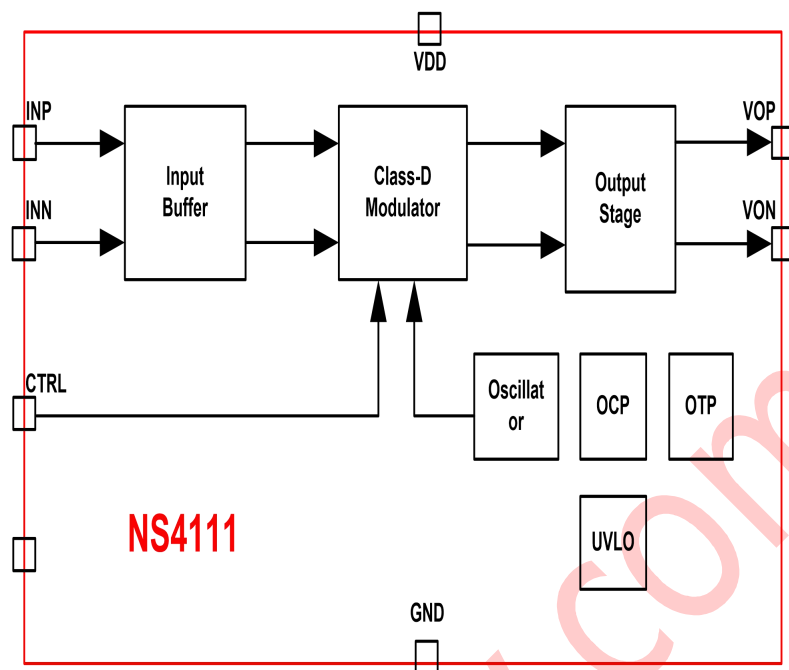 VDD
INP
VOP
Input
Buffer
Class-D
Modulator
Output
Stage
INN
VON
CTRL
Oscillat
or
OCP
OTP
NS4111
UVLO
GND